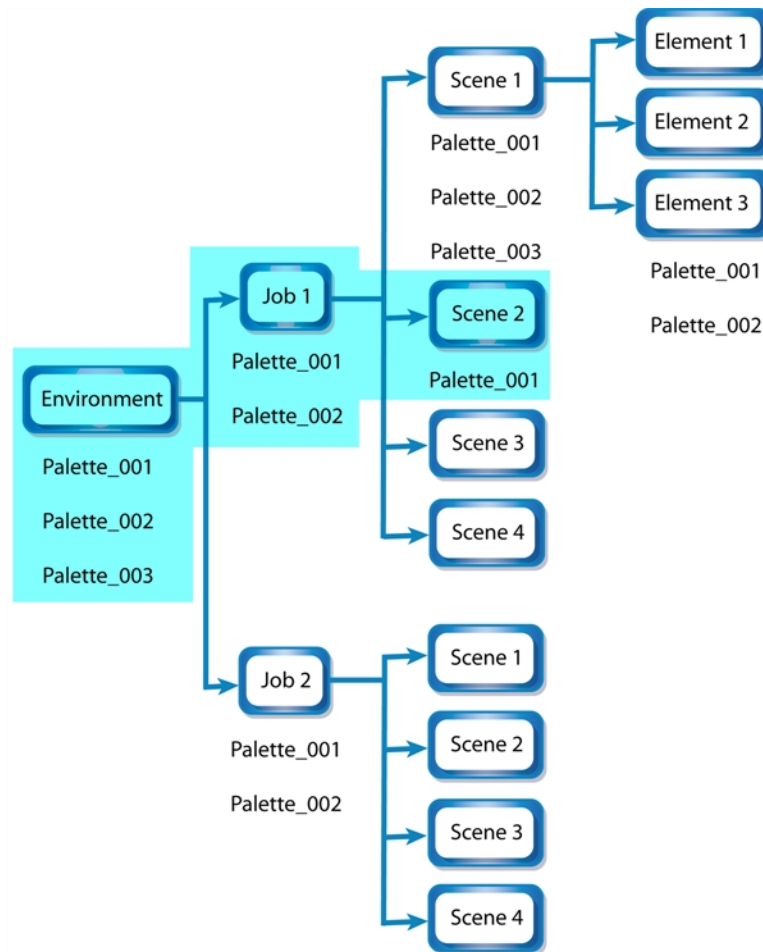 Environment
Palette_001
Palette_002
Palette_003
Job 1
Palette_001
Palette_002
Scene 1
Palette_001
Palette_002
Palette_003
Element 1
Element 2
Element 3
Palette_001
Palette_002
Scene 2
Palette_001
Scene 3
Scene 4
Job 2
Palette_001
Palette_002
Scene 1
Scene 2
Scene 3
Scene 4